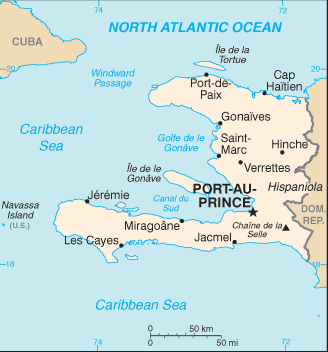 74
72
NORTH ATLANTIC OCEAN
CUBA
Île de la
Tortue
Windward
Passage
Port-de-
Paix
Cap
Haïtien
20
20
Gonaïves
Caribbean
Sea
Golfe de la
Gonâve
Saint-
Marc
Hinche
Verrettes
Île de la
Gonâve
PORT-AU-
PRINCE
Hispaniola
Navassa
Island
(U.S.)
Jérémie
Canal du
Sud
DOM.
REP.
Miragoâne
Chaîne de la
Selle
Les Cayes
Jacmel
18
18
Caribbean Sea
0 50 km
0 50 mi
74
72